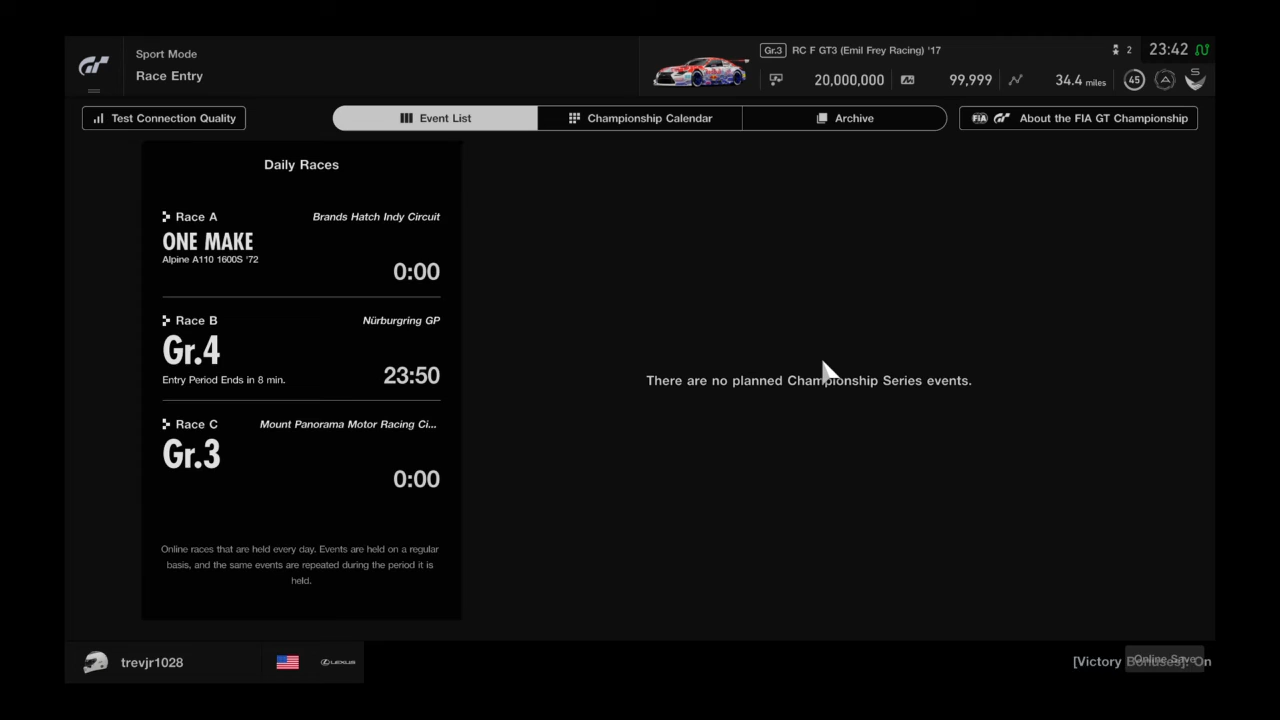 Sport Mode
Race Entry
Gr.3 RC F GT3 (Emil Frey Racing) '17
2
23:42
20,000,000
99,999
34.4 miles
45
A
S
Test Connection Quality
Event List
Championship Calendar
Archive
FIA GT About the FIA GT Championship
Daily Races
Race A
Brands Hatch Indy Circuit
ONE MAKE
Alpine A110 1600S '72
0:00
Race B
Nürburgring GP
Gr.4
Entry Period Ends in 8 min.
23:50
Race C
Mount Panorama Motor Racing Ci...
Gr.3
0:00
Online races that are held every day. Events are held on a regular
basis, and the same events are repeated during the period it is
held.
There are no planned Championship Series events.
trevjr1028
LEXUS
[Victory Bonuses]: On
Online Save